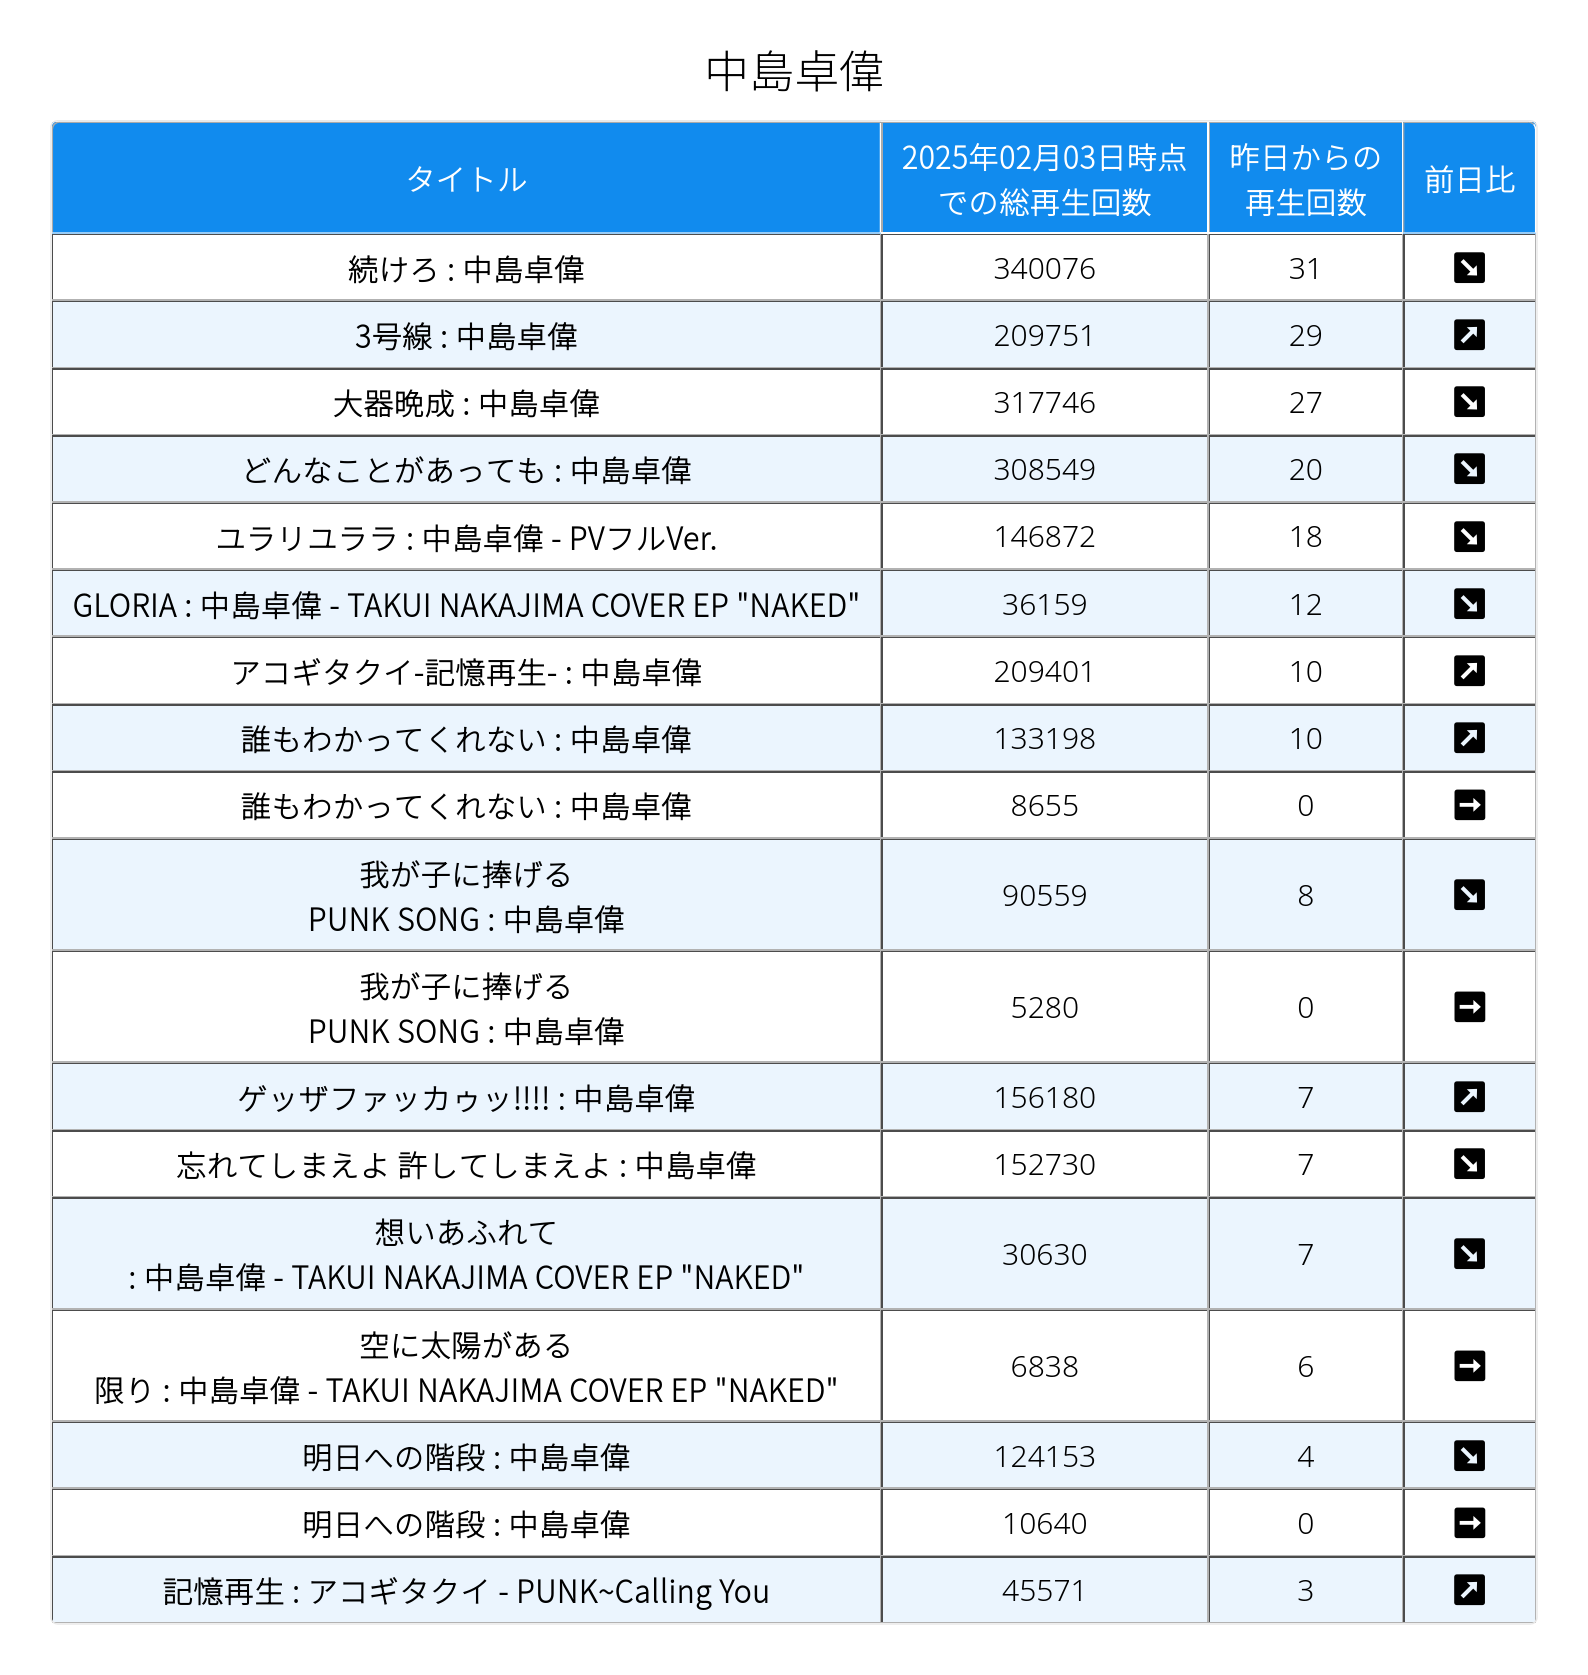 中島卓偉
タイトル
2025年02月03日時点
での総再生回数
昨日からの
再生回数
前日比
続けろ : 中島卓偉 340076 31 ↘
3号線 : 中島卓偉 209751 29 ↗
大器晩成 : 中島卓偉 317746 27 ↘
どんなことがあっても : 中島卓偉 308549 20 ↘
ユラリユララ : 中島卓偉 - PVフルVer. 146872 18 ↘
GLORIA : 中島卓偉 - TAKUI NAKAJIMA COVER EP "NAKED" 36159 12 ↘
アコギタクイ-記憶再生- : 中島卓偉 209401 10 ↗
誰もわかってくれない : 中島卓偉 133198 10 ↗
誰もわかってくれない : 中島卓偉 8655 0 →
我が子に捧げる
PUNK SONG : 中島卓偉 90559 8 ↘
我が子に捧げる
PUNK SONG : 中島卓偉 5280 0 →
ゲッザファッカゥッ!!!! : 中島卓偉 156180 7 ↗
忘れてしまえよ 許してしまえよ : 中島卓偉 152730 7 ↘
想いあふれて
: 中島卓偉 - TAKUI NAKAJIMA COVER EP "NAKED" 30630 7 ↘
空に太陽がある
限り : 中島卓偉 - TAKUI NAKAJIMA COVER EP "NAKED" 6838 6 →
明日への階段 : 中島卓偉 124153 4 ↘
明日への階段 : 中島卓偉 10640 0 →
記憶再生 : アコギタクイ - PUNK~Calling You 45571 3 ↗